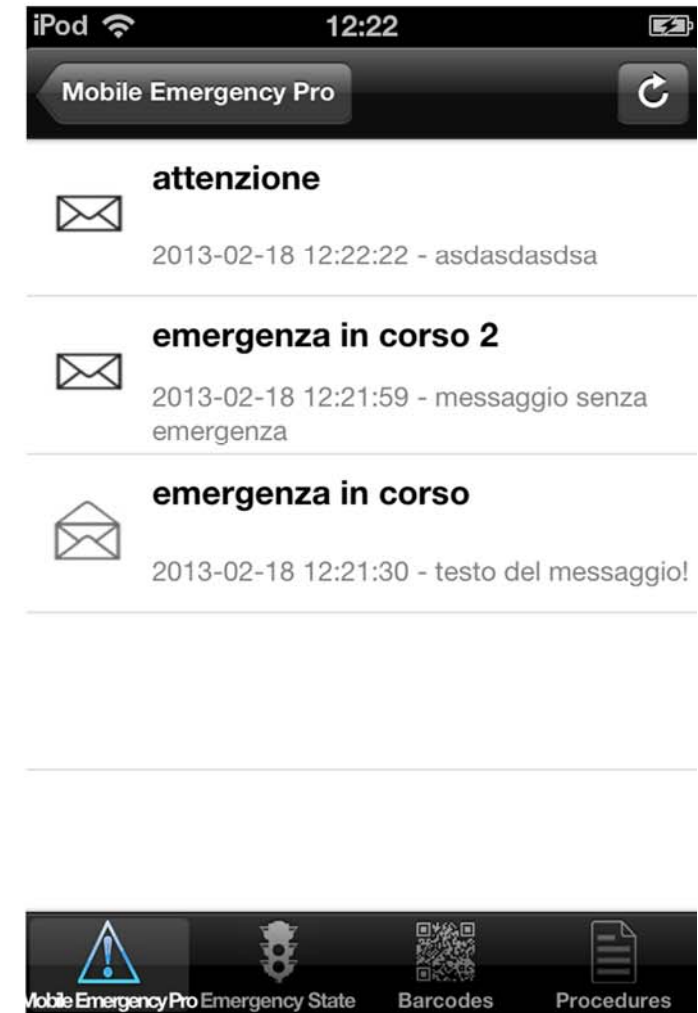 iPod 12:22
Mobile Emergency Pro
attenzione
2013-02-18 12:22:22 - asdasdasdsa
emergenza in corso 2
2013-02-18 12:21:59 - messaggio senza
emergenza
emergenza in corso
2013-02-18 12:21:30 - testo del messaggio!
Mobile Emergency Pro Emergency State Barcodes Procedures